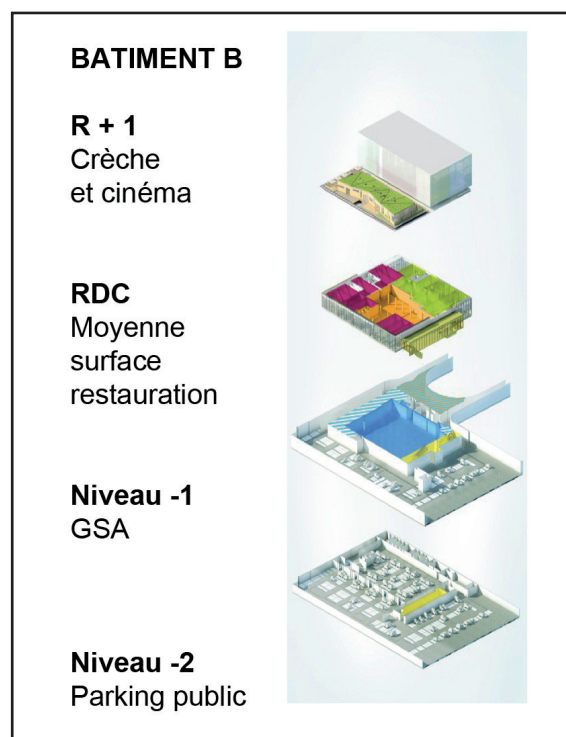 BATIMENT B
R + 1
Crèche
et cinéma
RDC
Moyenne
surface
restauration
Niveau -1
GSA
Niveau -2
Parking public